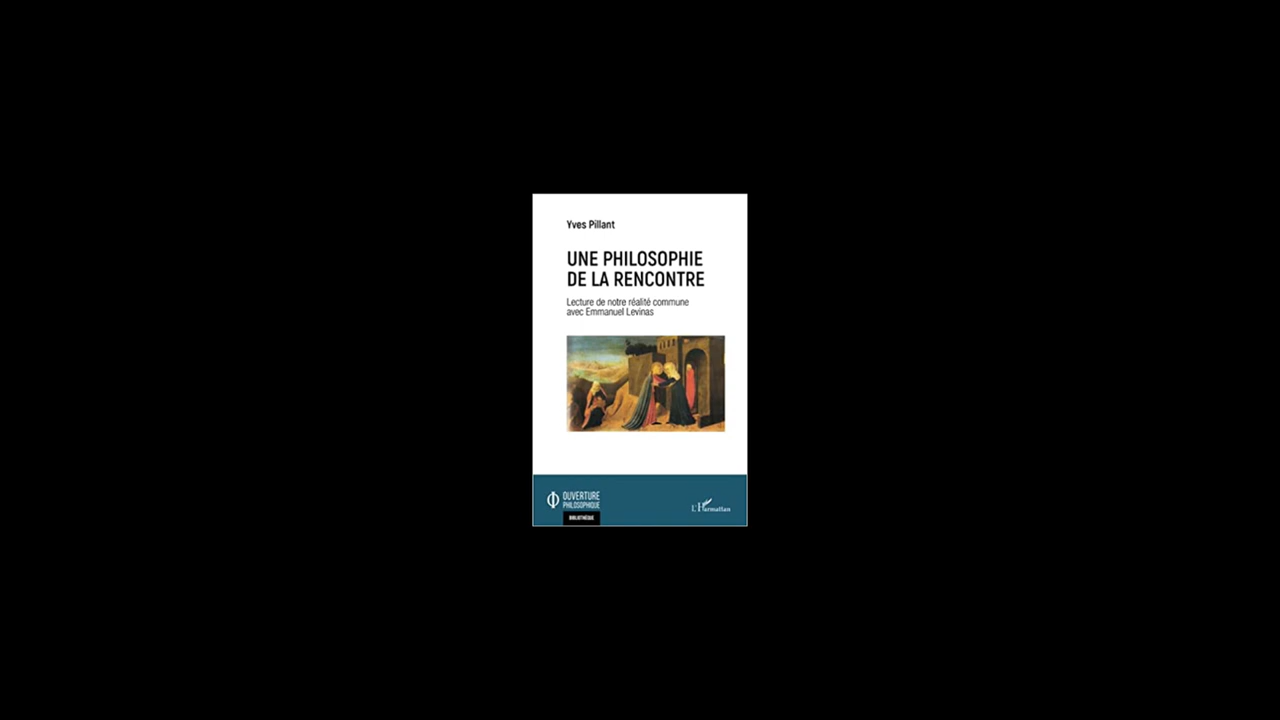 Yves Pillant
UNE PHILOSOPHIE
DE LA RENCONTRE
Lecture de notre réalité commune
avec Emmanuel Levinas
Φ OUVERTURE
PHILOSOPHIQUE
BIBLIOTHÈQUE
L'Harmattan